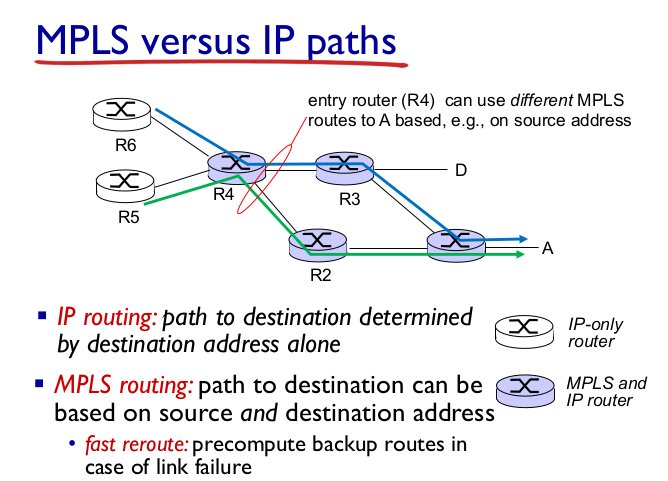 MPLS versus IP paths
entry router (R4) can use different MPLS
routes to A based, e.g., on source address
R6
R4
R3
D
R5
R2
A
IP routing: path to destination determined
by destination address alone
MPLS routing: path to destination can be
based on source and destination address
fast reroute: precompute backup routes in
case of link failure
IP-only
router
MPLS and
IP router